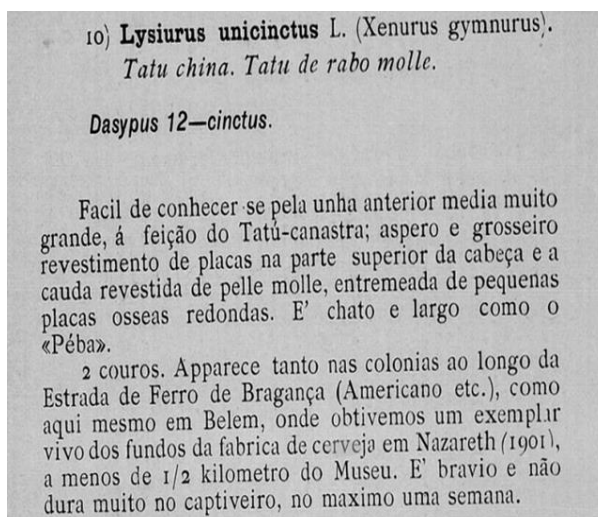 10) Lysiurus unicinctus L. (Xenurus gymnurus).
Tatu china. Tatu de rabo molle.
Dasypus 12—cinctus.
Facil de conhecer-se pela unha anterior media muito
grande, á feição do Tatú-canastra; aspero e grosseiro
revestimento de placas na parte superior da cabeça e a
cauda revestida de pelle molle, entremeada de pequenas
placas osseas redondas. E' chato e largo como o
«Péba».
2 couros. Apparece tanto nas colonias ao longo da
Estrada de Ferro de Bragança (Americano etc.), como
aqui mesmo em Belem, onde obtivemos um exemplar
vivo dos fundos da fabrica de cerveja em Nazareth (1901),
a menos de 1/2 kilometro do Museu. E' bravio e não
dura muito no captiveiro, no maximo uma semana.